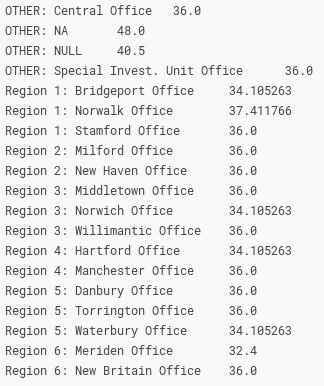 OTHER: Central Office 36.0
OTHER: NA 48.0
OTHER: NULL 40.5
OTHER: Special Invest. Unit Office 36.0
Region 1: Bridgeport Office 34.105263
Region 1: Norwalk Office 37.411766
Region 1: Stamford Office 36.0
Region 2: Milford Office 36.0
Region 2: New Haven Office 36.0
Region 3: Middletown Office 36.0
Region 3: Norwich Office 34.105263
Region 3: Willimantic Office 36.0
Region 4: Hartford Office 34.105263
Region 4: Manchester Office 36.0
Region 5: Danbury Office 36.0
Region 5: Torrington Office 36.0
Region 5: Waterbury Office 34.105263
Region 6: Meriden Office 32.4
Region 6: New Britain Office 36.0